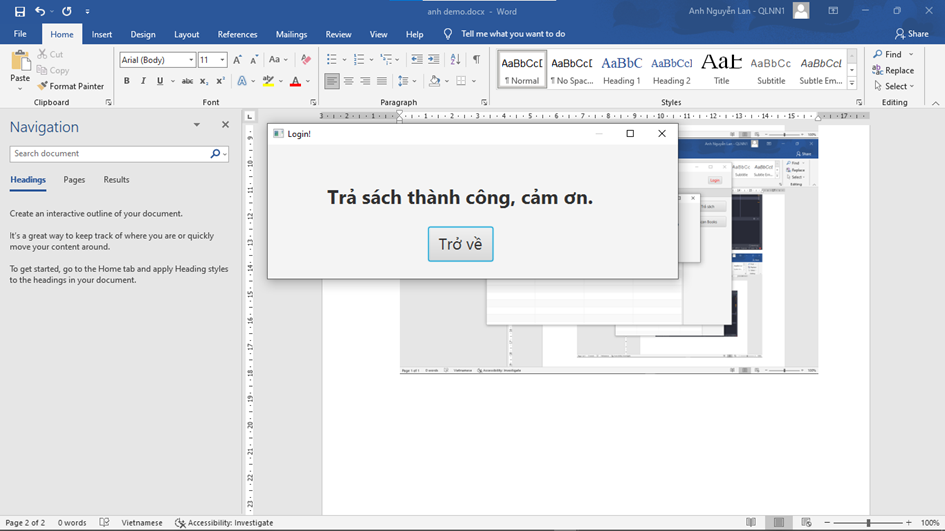 anh demo.docx - Word
Anh Nguyễn Lan - QLNN1
File Home Insert Design Layout References Mailings Review View Help Tell me what you want to do Share
Paste
Cut
Copy
Format Painter
Clipboard
Arial (Body) 11
Font
Paragraph
AaBbCcI AaBbCcI AaBbC AaBbCcI AaE AaBbCcC AaBbCcI
¶ Normal ¶ No Spac... Heading 1 Heading 2 Title Subtitle Subtle Em...
Styles
Find
Replace
Select
Editing
Navigation
Search document
Headings Pages Results
Create an interactive outline of your document.
It's a great way to keep track of where you are or quickly
move your content around.
To get started, go to the Home tab and apply Heading styles
to the headings in your document.
Login!
Trả sách thành công, cảm ơn.
Trở về
Page 2 of 2 0 words Vietnamese Accessibility: Investigate 100%